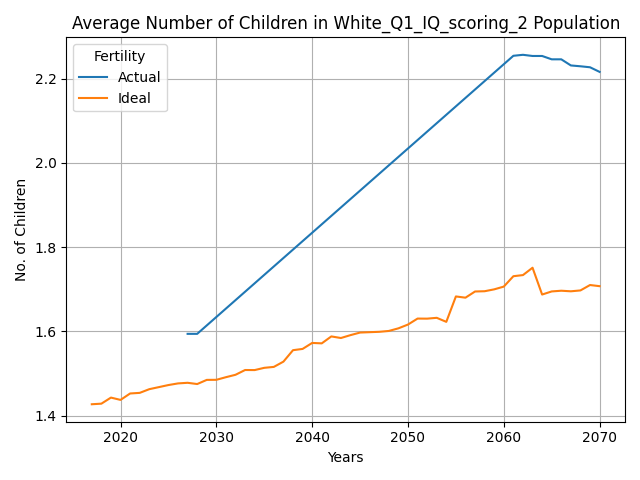 Average Number of Children in White_Q1_IQ_scoring_2 Population
Fertility
Actual
Ideal
No. of Children
2.2
2.0
1.8
1.6
1.4
2020
2030
2040
2050
2060
2070
Years